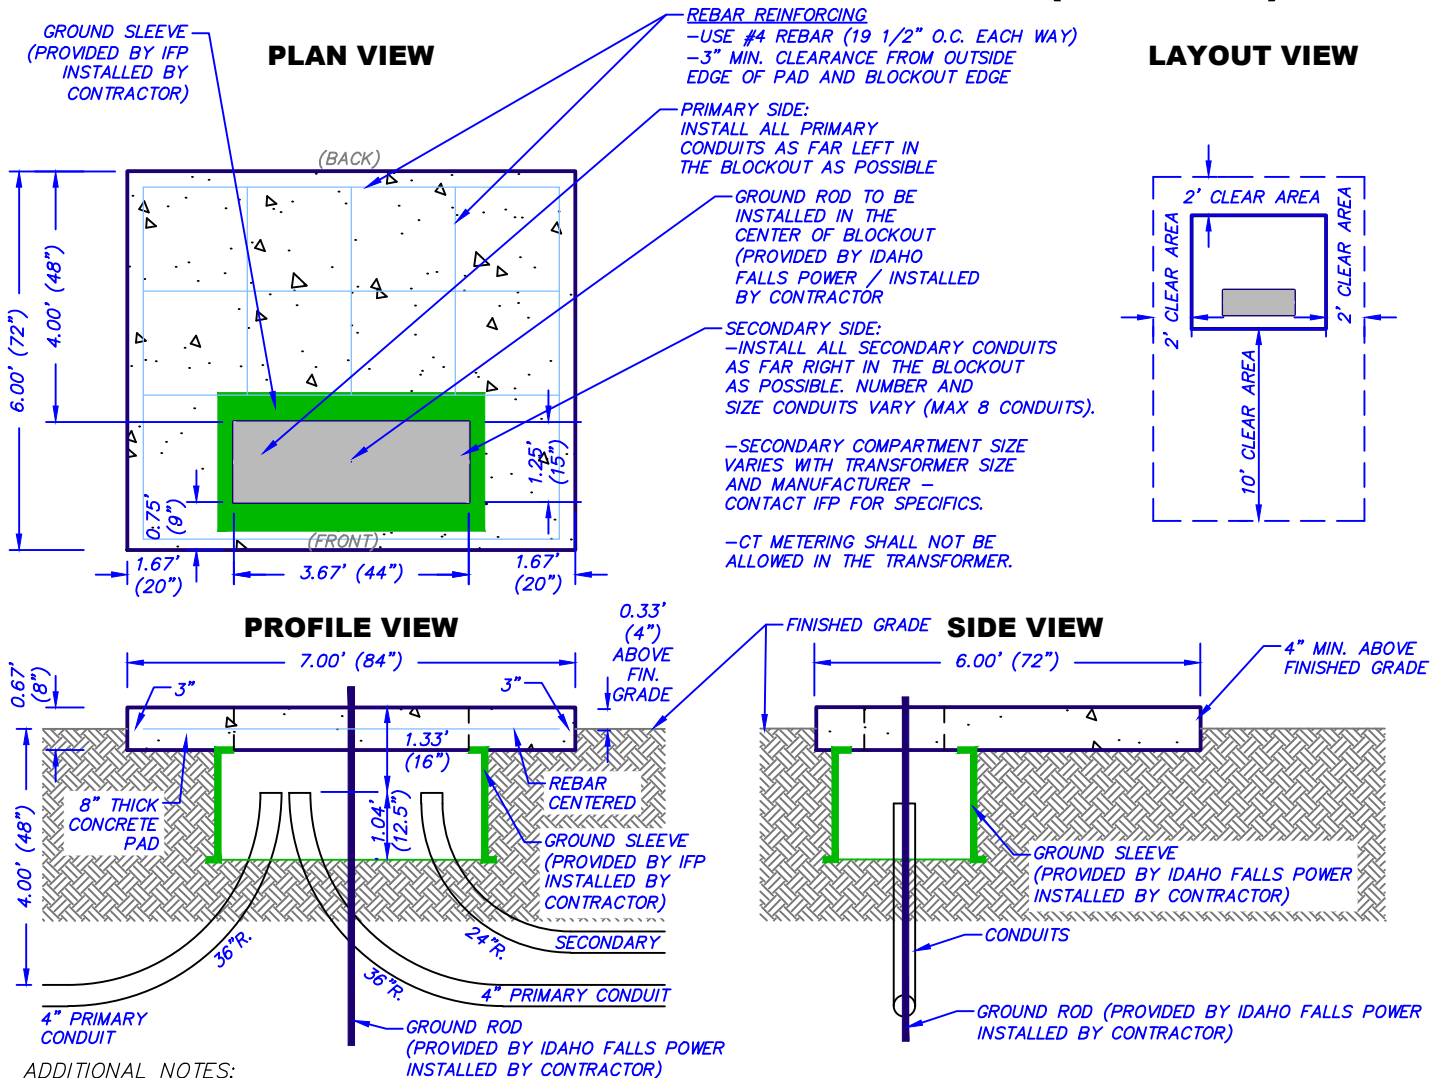 GROUND SLEEVE
(PROVIDED BY IFP
INSTALLED BY
CONTRACTOR)
PLAN VIEW
REBAR REINFORCING
-USE #4 REBAR (19 1/2" O.C. EACH WAY)
-3" MIN. CLEARANCE FROM OUTSIDE
EDGE OF PAD AND BLOCKOUT EDGE
LAYOUT VIEW
PRIMARY SIDE:
INSTALL ALL PRIMARY
CONDUITS AS FAR LEFT IN
THE BLOCKOUT AS POSSIBLE
(BACK)
GROUND ROD TO BE
INSTALLED IN THE
CENTER OF BLOCKOUT
(PROVIDED BY IDAHO
FALLS POWER / INSTALLED
BY CONTRACTOR
SECONDARY SIDE:
-INSTALL ALL SECONDARY CONDUITS
AS FAR RIGHT IN THE BLOCKOUT
AS POSSIBLE. NUMBER AND
SIZE CONDUITS VARY (MAX 8 CONDUITS).
-SECONDARY COMPARTMENT SIZE
VARIES WITH TRANSFORMER SIZE
AND MANUFACTURER -
CONTACT IFP FOR SPECIFICS.
-CT METERING SHALL NOT BE
ALLOWED IN THE TRANSFORMER.
6.00' (72")
4.00' (48")
0.75'
(9")
1.25'
(15")
(FRONT)
1.67'
(20")
3.67' (44")
1.67'
(20")
2' CLEAR AREA
2' CLEAR AREA
2' CLEAR AREA
10' CLEAR AREA
PROFILE VIEW
7.00' (84")
0.33'
(4")
ABOVE
FIN.
GRADE
0.67'
(8")
3"
3"
1.33'
(16")
1.04'
(12.5")
4.00' (48")
8" THICK
CONCRETE
PAD
REBAR
CENTERED
GROUND SLEEVE
(PROVIDED BY IFP
INSTALLED BY
CONTRACTOR)
36"R.
36"R.
24"R.
SECONDARY
4" PRIMARY CONDUIT
4" PRIMARY
CONDUIT
GROUND ROD
(PROVIDED BY IDAHO FALLS POWER
INSTALLED BY CONTRACTOR)
FINISHED GRADE
SIDE VIEW
6.00' (72")
4" MIN. ABOVE
FINISHED GRADE
GROUND SLEEVE
(PROVIDED BY IDAHO FALLS POWER
INSTALLED BY CONTRACTOR)
CONDUITS
GROUND ROD (PROVIDED BY IDAHO FALLS POWER
INSTALLED BY CONTRACTOR)
ADDITIONAL NOTES: